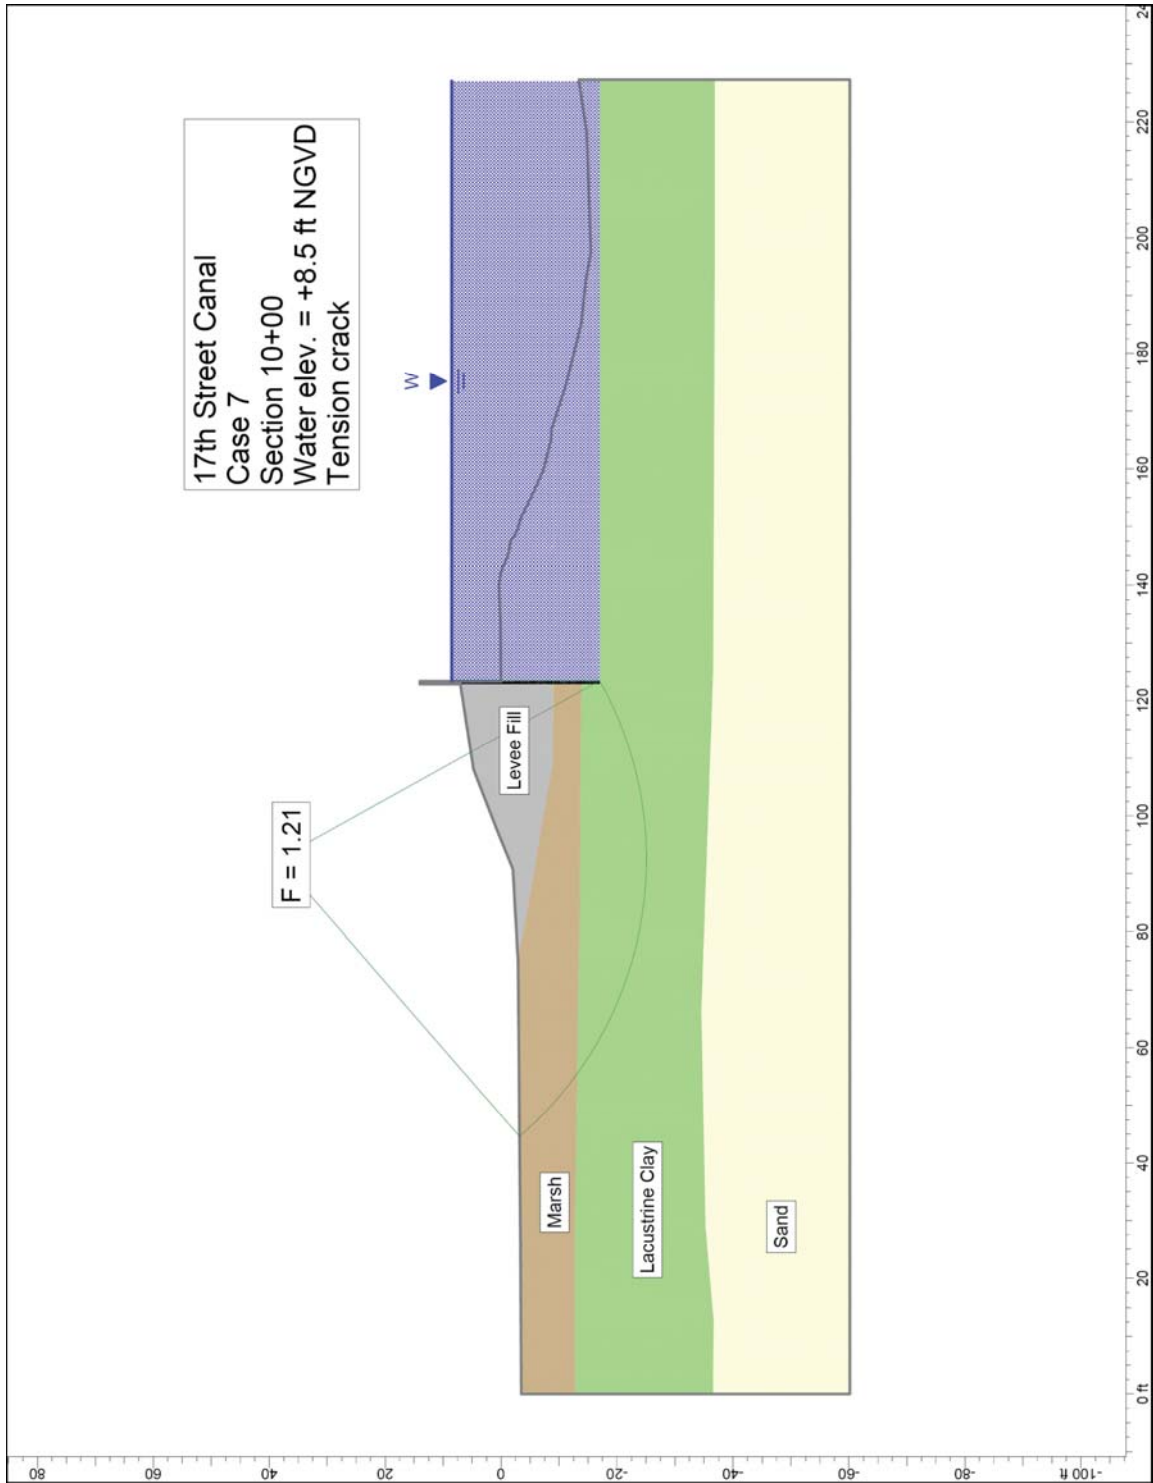 17th Street Canal
Case 7
Section 10+00
Water elev. = +8.5 ft NGVD
Tension crack
W
F = 1.21
Levee Fill
Marsh
Lacustrine Clay
Sand
80
60
40
20
0
-20
-40
-60
-80
-100 ft
0 ft
20
40
60
80
100
120
140
160
180
200
220
24